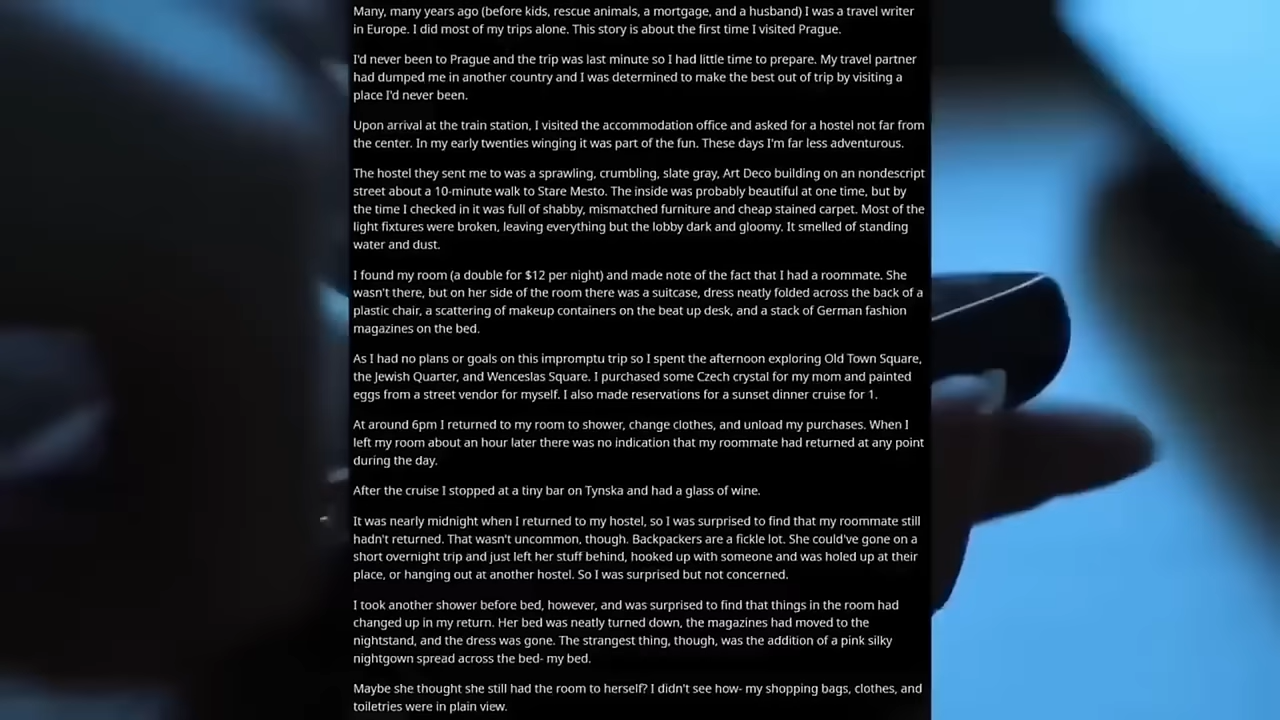 Many, many years ago (before kids, rescue animals, a mortgage, and a husband) I was a travel writer
in Europe. I did most of my trips alone. This story is about the first time I visited Prague.
I'd never been to Prague and the trip was last minute so I had little time to prepare. My travel partner
had dumped me in another country and I was determined to make the best out of trip by visiting a
place I'd never been.
Upon arrival at the train station, I visited the accommodation office and asked for a hostel not far from
the center. In my early twenties winging it was part of the fun. These days I'm far less adventurous.
The hostel they sent me to was a sprawling, crumbling, slate gray, Art Deco building on an nondescript
street about a 10-minute walk to Stare Mesto. The inside was probably beautiful at one time, but by
the time I checked in it was full of shabby, mismatched furniture and cheap stained carpet. Most of the
light fixtures were broken, leaving everything but the lobby dark and gloomy. It smelled of standing
water and dust.
I found my room (a double for $12 per night) and made note of the fact that I had a roommate. She
wasn't there, but on her side of the room there was a suitcase, dress neatly folded across the back of a
plastic chair, a scattering of makeup containers on the beat up desk, and a stack of German fashion
magazines on the bed.
As I had no plans or goals on this impromptu trip so I spent the afternoon exploring Old Town Square,
the Jewish Quarter, and Wenceslas Square. I purchased some Czech crystal for my mom and painted
eggs from a street vendor for myself. I also made reservations for a sunset dinner cruise for 1.
At around 6pm I returned to my room to shower, change clothes, and unload my purchases. When I
left my room about an hour later there was no indication that my roommate had returned at any point
during the day.
After the cruise I stopped at a tiny bar on Tynska and had a glass of wine.
It was nearly midnight when I returned to my hostel, so I was surprised to find that my roommate still
hadn't returned. That wasn't uncommon, though. Backpackers are a fickle lot. She could've gone on a
short overnight trip and just left her stuff behind, hooked up with someone and was holed up at their
place, or hanging out at another hostel. So I was surprised but not concerned.
I took another shower before bed, however, and was surprised to find that things in the room had
changed up in my return. Her bed was neatly turned down, the magazines had moved to the
nightstand, and the dress was gone. The strangest thing, though, was the addition of a pink silky
nightgown spread across the bed- my bed.
Maybe she thought she still had the room to herself? I didn't see how- my shopping bags, clothes, and
toiletries were in plain view.